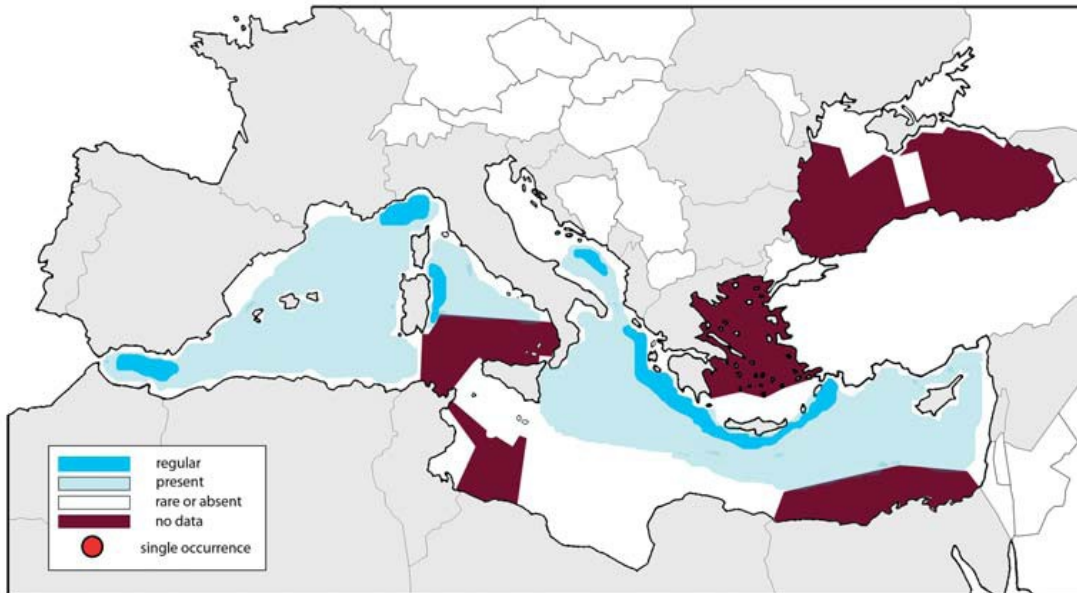 regular
present
rare or absent
no data
single occurrence